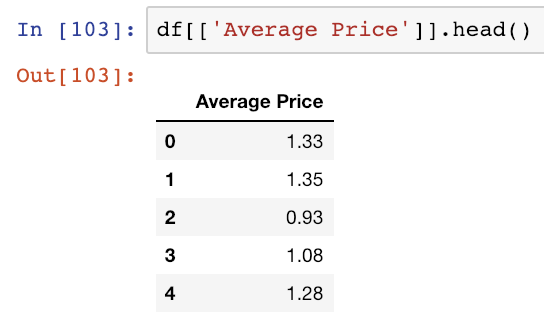 In [103]: df[['Average Price']].head()
Out[103]:
Average Price
0 1.33
1 1.35
2 0.93
3 1.08
4 1.28